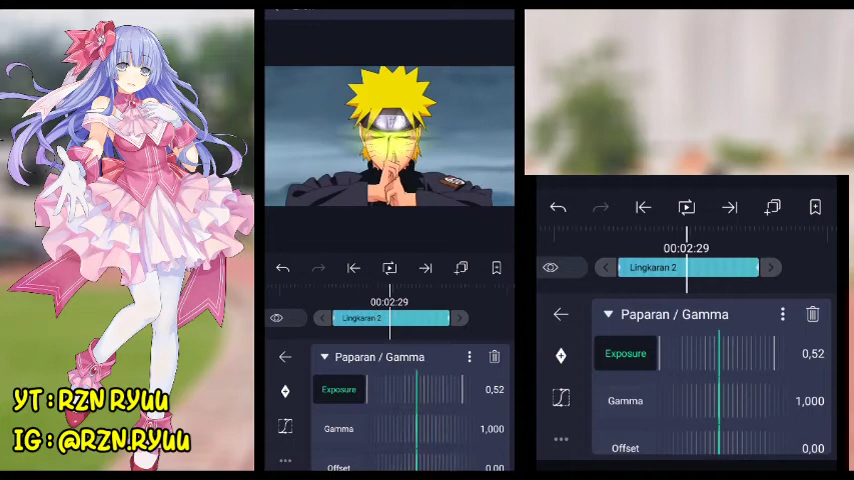 YT : RZN RYuu
IG : @RZN.RYuu
00:02:29
Lingkaran 2
Paparan / Gamma
Exposure
0,52
Gamma
1,000
Offset
0,00
00:02:29
Lingkaran 2
Paparan / Gamma
Exposure
0,52
Gamma
1,000
Offset
0,00